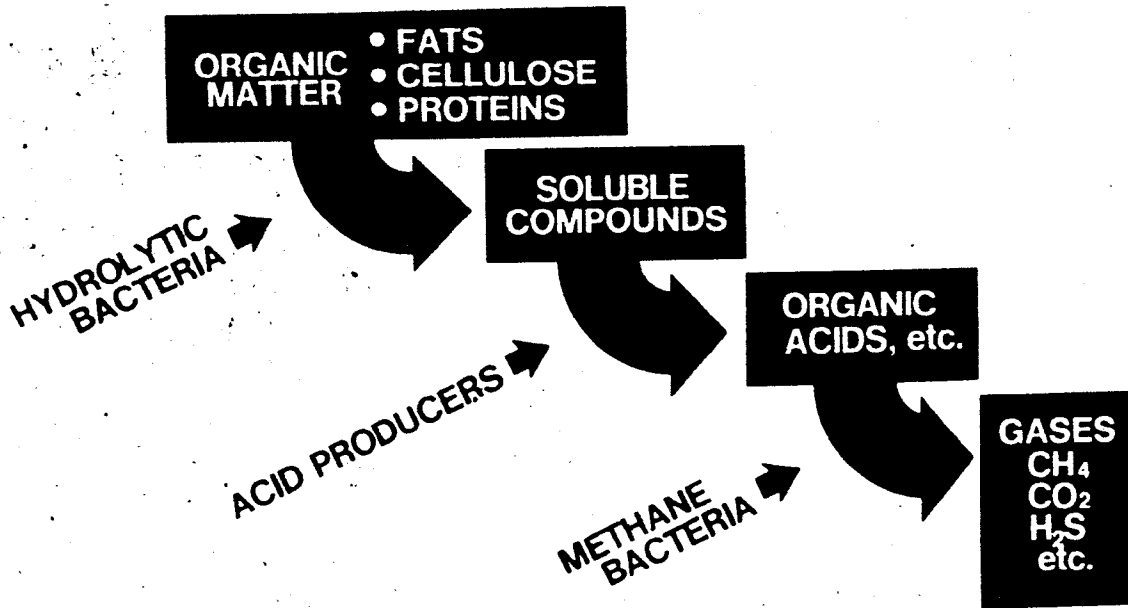 ORGANIC
MATTER
• FATS
• CELLULOSE
• PROTEINS
SOLUBLE
COMPOUNDS
HYDROLYTIC
BACTERIA
ORGANIC
ACIDS, etc.
ACID PRODUCERS
GASES
CH₄
CO₂
H₂S
etc.
METHANE
BACTERIA